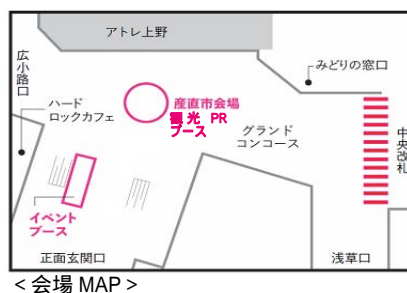 アトレ上野
広小路口
みどりの窓口
ハード
ロックカフェ
産直市会場
観光 PR
ブース
グランド
コンコース
中央改札
イベント
ブース
正面玄関口
浅草口
<会場 MAP>